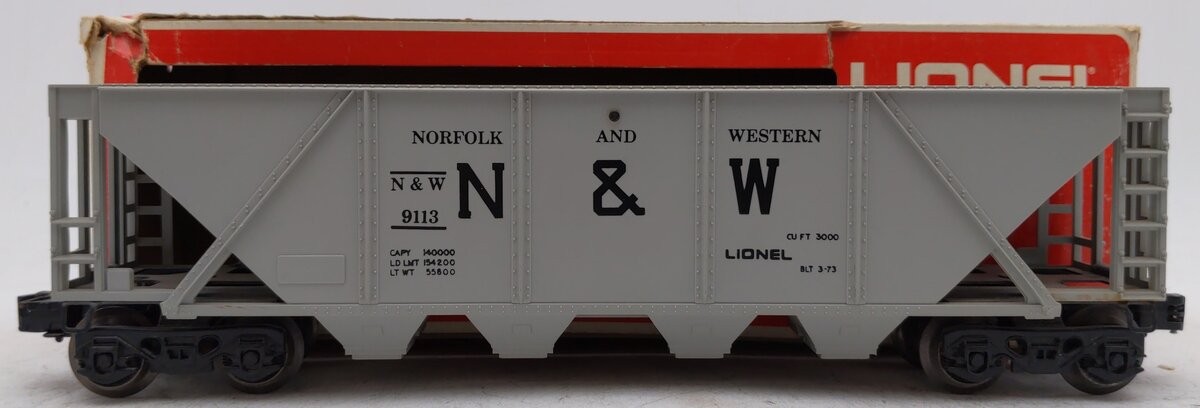 LIONEL
NORFOLK AND WESTERN
N & W
9113
N & W
CAPY 140000
LD LMT 154200
LT WT 55800
CU FT 3000
LIONEL
BLT 3-73